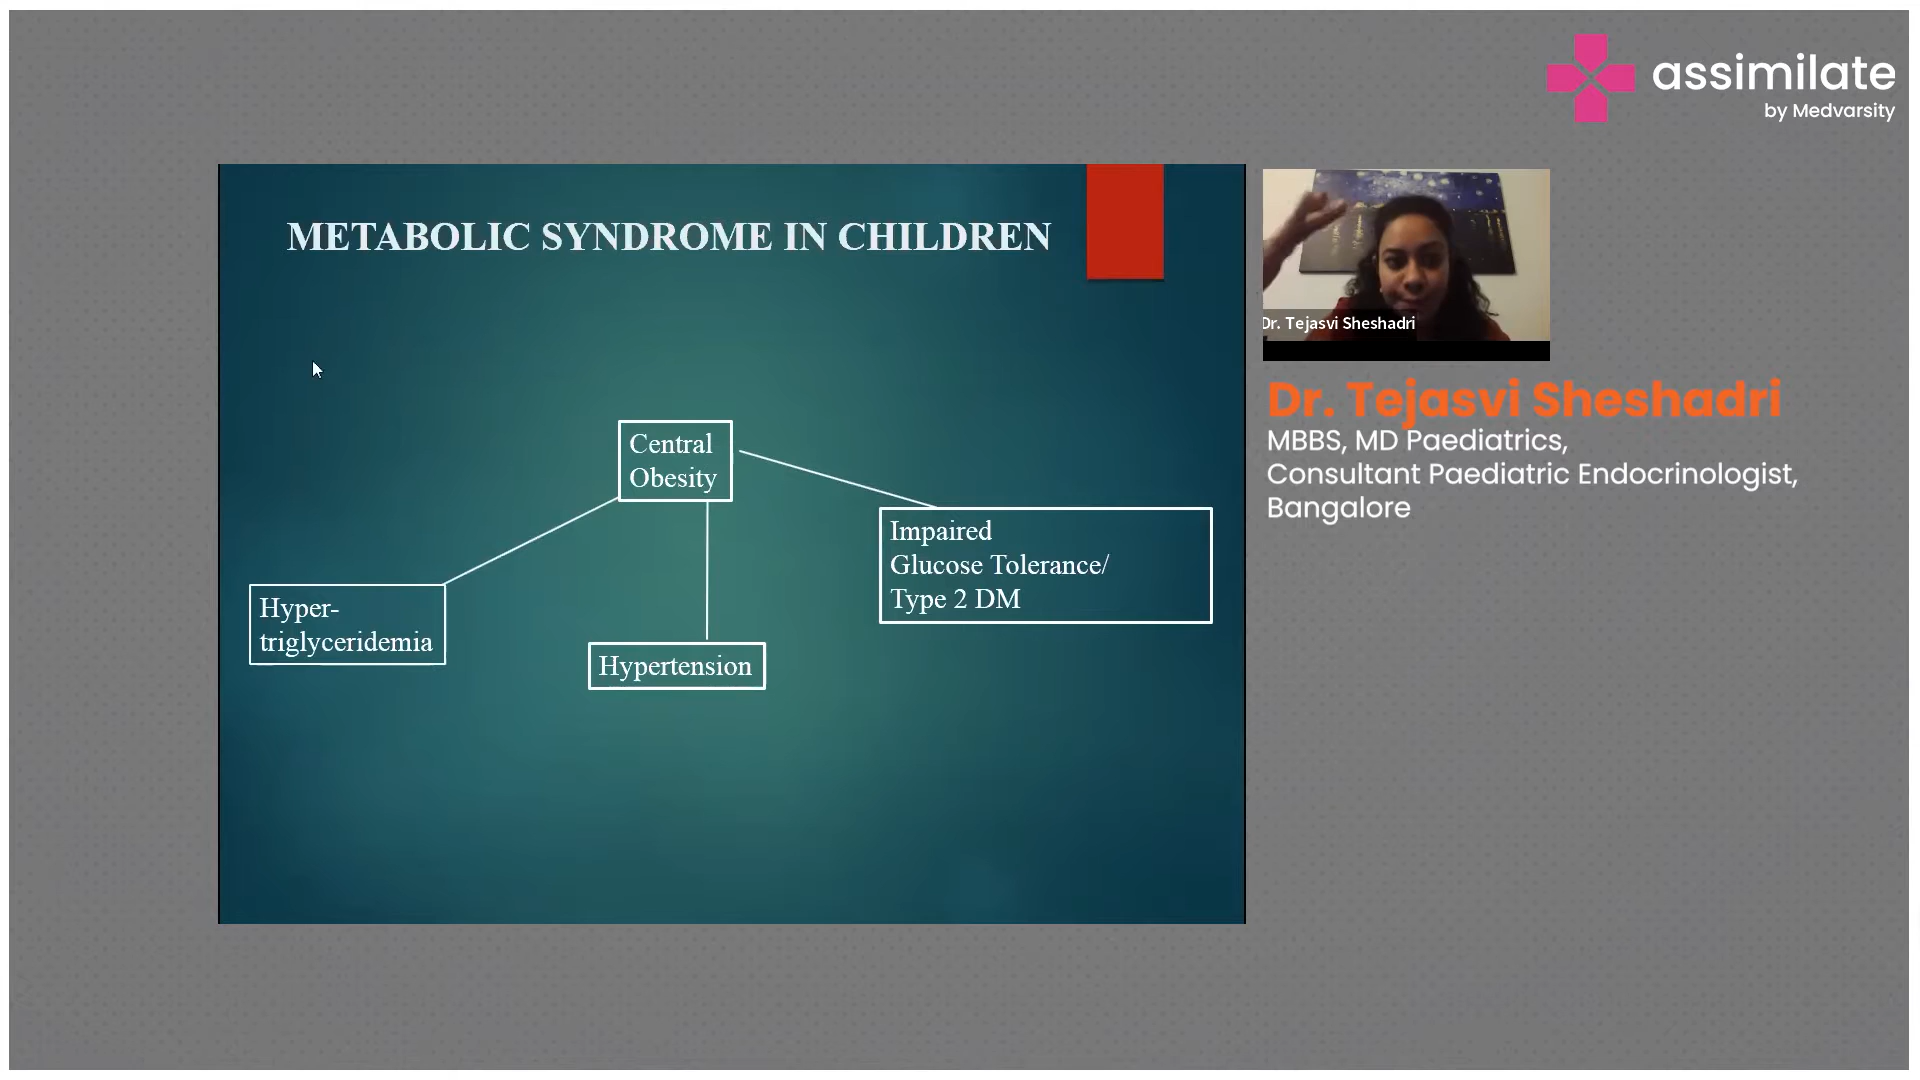 assimilate
by Medvarsity
METABOLIC SYNDROME IN CHILDREN
Central
Obesity
Impaired
Glucose Tolerance/
Type 2 DM
Hyper-
triglyceridemia
Hypertension
Dr. Tejasvi Sheshadri
Dr. Tejasvi Sheshadri
MBBS, MD Paediatrics,
Consultant Paediatric Endocrinologist,
Bangalore